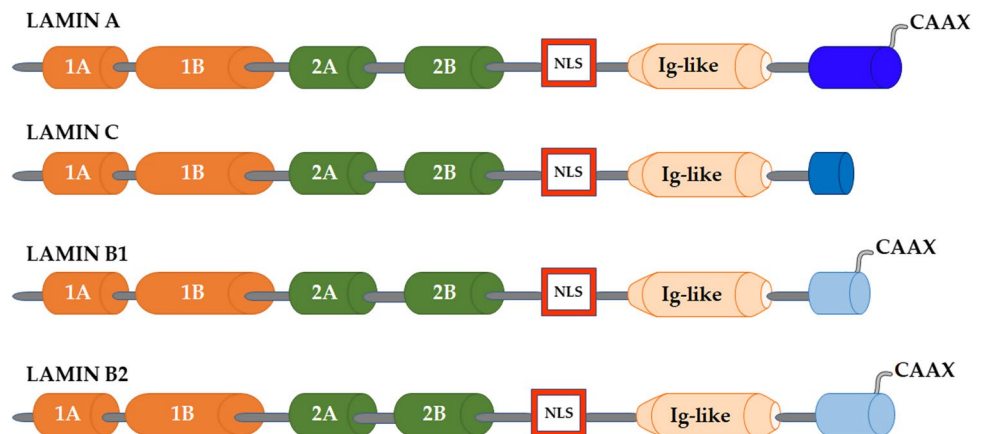 LAMIN A
CAAX
1A 1B 2A 2B NLS Ig-like
LAMIN C
1A 1B 2A 2B NLS Ig-like
LAMIN B1
CAAX
1A 1B 2A 2B NLS Ig-like
LAMIN B2
CAAX
1A 1B 2A 2B NLS Ig-like